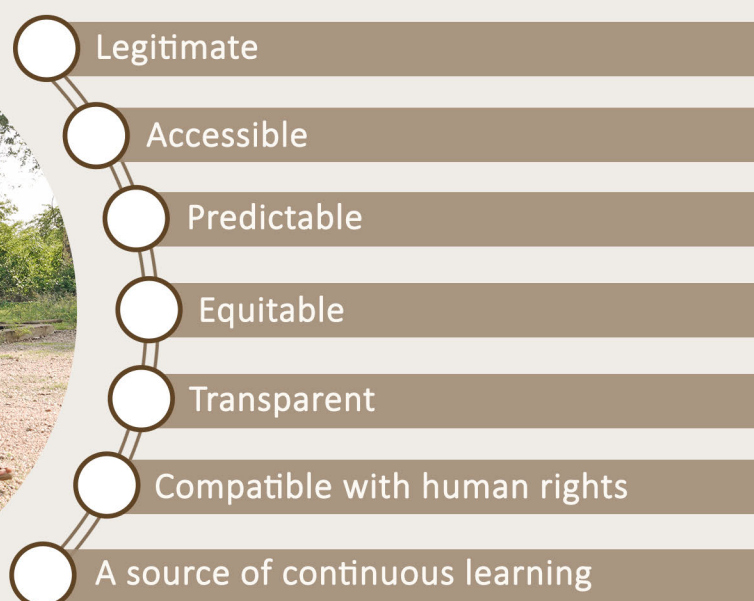 Legitimate
Accessible
Predictable
Equitable
Transparent
Compatible with human rights
A source of continuous learning